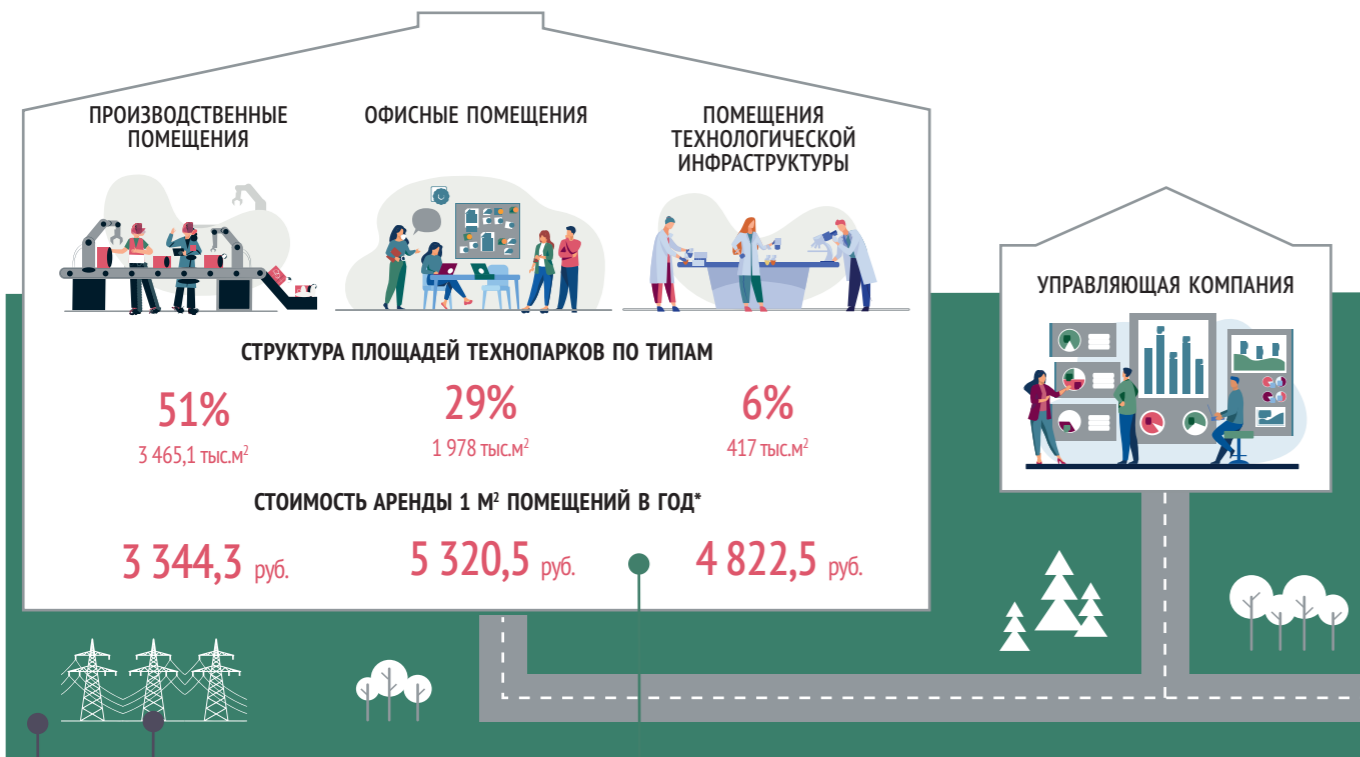 ПРОИЗВОДСТВЕННЫЕ
ПОМЕЩЕНИЯ
ОФИСНЫЕ ПОМЕЩЕНИЯ
ПОМЕЩЕНИЯ
ТЕХНОЛОГИЧЕСКОЙ
ИНФРАСТРУКТУРЫ
СТРУКТУРА ПЛОЩАДЕЙ ТЕХНОПАРКОВ ПО ТИПАМ
51%
3 465,1 тыс.м²
29%
1 978 тыс.м²
6%
417 тыс.м²
СТОИМОСТЬ АРЕНДЫ 1 М² ПОМЕЩЕНИЙ В ГОД*
3 344,3 руб.
5 320,5 руб.
4 822,5 руб.
УПРАВЛЯЮЩАЯ КОМПАНИЯ